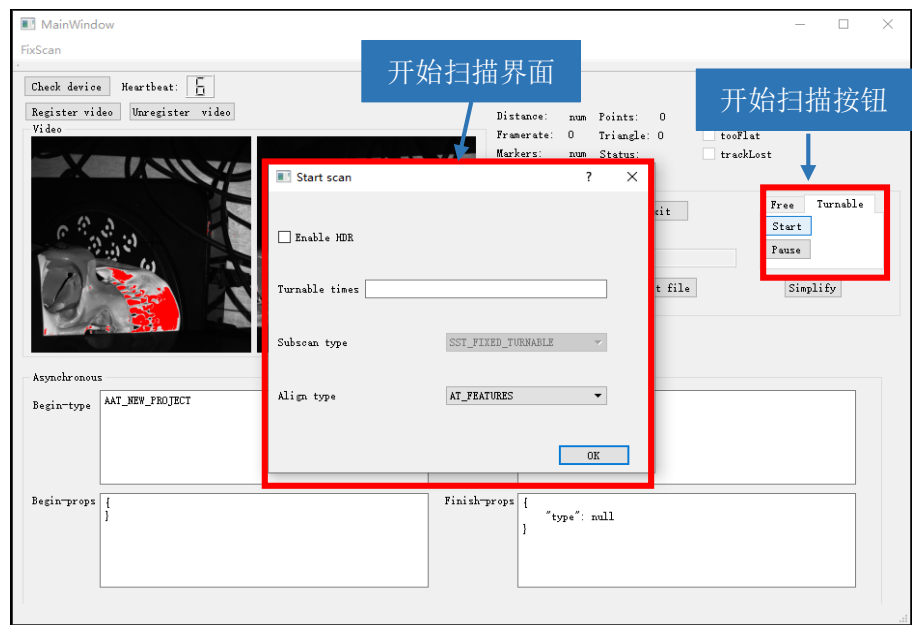 MainWindow
FixScan
开始扫描界面
开始扫描按钮
Check device Heartbeat: 6
Register video Unregister video
Video
Distance: num Points: 0
Framerate: 0 Triangle: 0 tooFlat
Markers: num Status: trackLost
Start scan ? ×
Enable HDR
Turnable times
Subscan type SST_FIXED_TURNABLE
Align type AT_FEATURES
OK
Free Turnable
Start
Pause
t file Simplify
Asynchronous
Begin-type AAT_NEW_PROJECT
Begin-props {
}
Finish-props {
"type": null
}